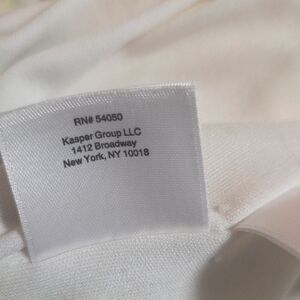 RN# 54050
Kasper Group LLC
1412 Broadway
New York, NY 10018